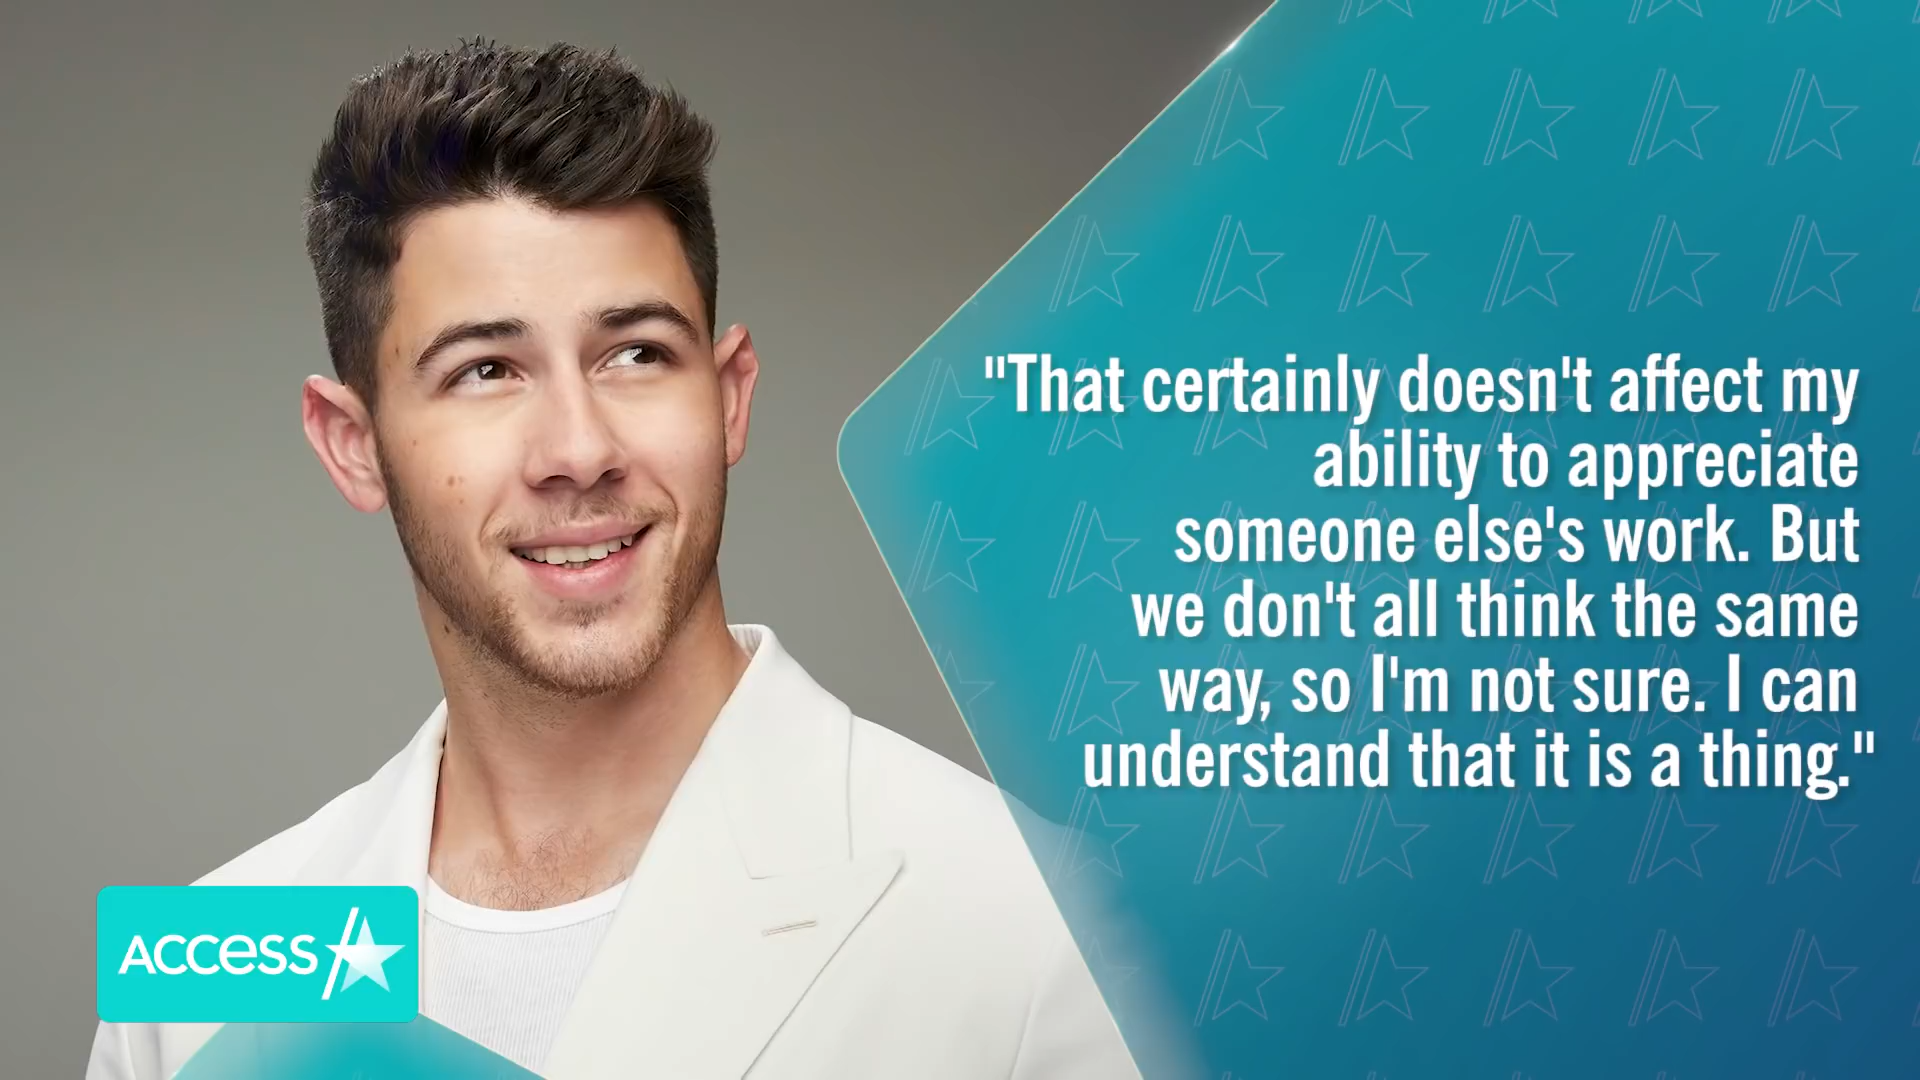 "That certainly doesn't affect my
ability to appreciate
someone else's work. But
we don't all think the same
way, so I'm not sure. I can
understand that it is a thing."
ACCESS